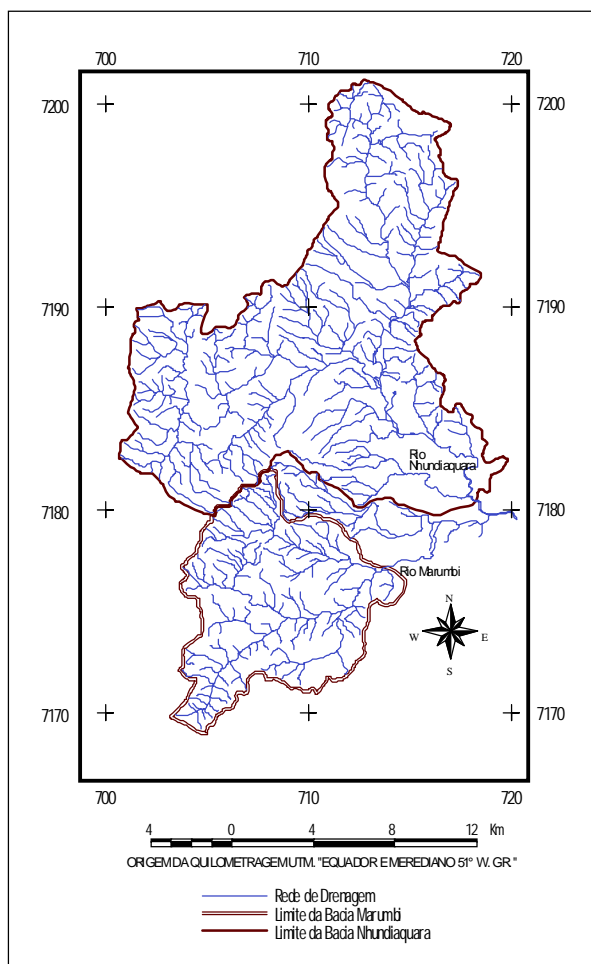 700 710 720
7200 7200
7190 7190
Rio
Nhundiaquara
7180 7180
Rio Marumbi
N
W E
S
7170 7170
700 710 720
4 0 4 8 12 Km
ORIGEM DA QUILOMETRAGEM UTM. "EQUADOR E MEREDIANO 51° W. GR."
Rede de Drenagem
Limite da Bacia Marumbi
Limite da Bacia Nhundiaquara